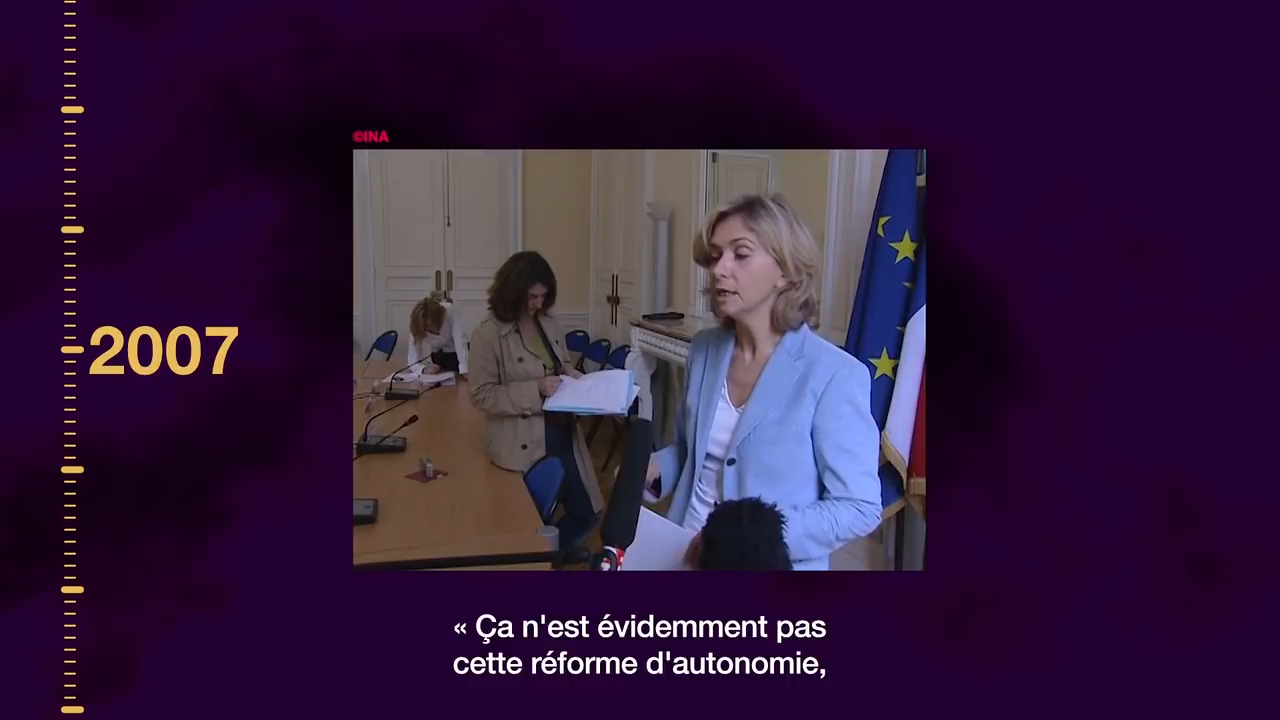 ©INA
2007
« Ça n'est évidemment pas
cette réforme d'autonomie,